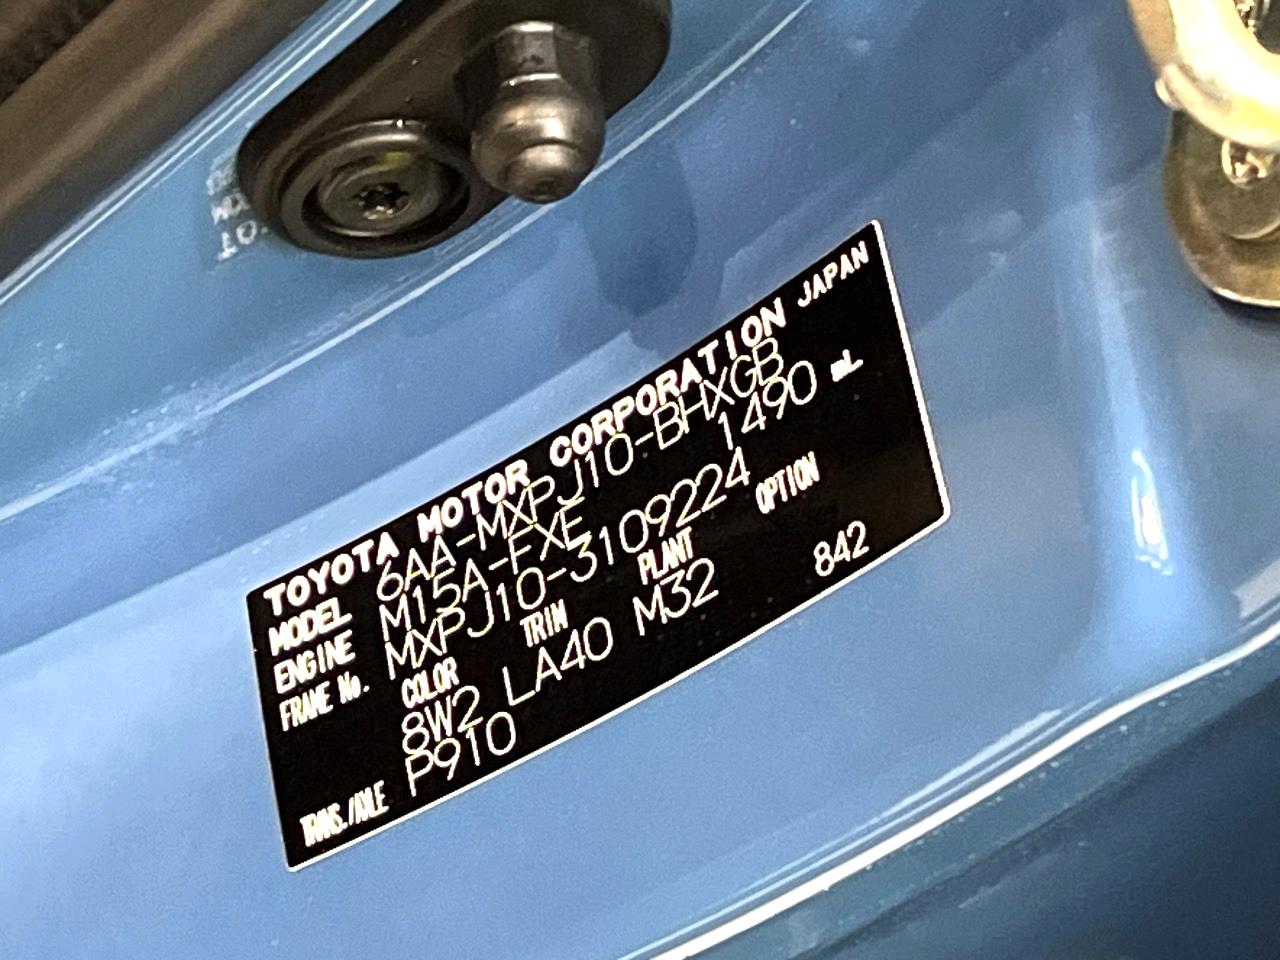 TOYOTA MOTOR CORPORATION JAPAN
MODEL 6AA-MXPJ10-BHXGB
ENGINE M15A-FXE 1490 mL
FRAME No. MXPJ10-3109224
COLOR TRIM PLANT OPTION
8W2 LA40 M32 842
TRNS./AXLE P910